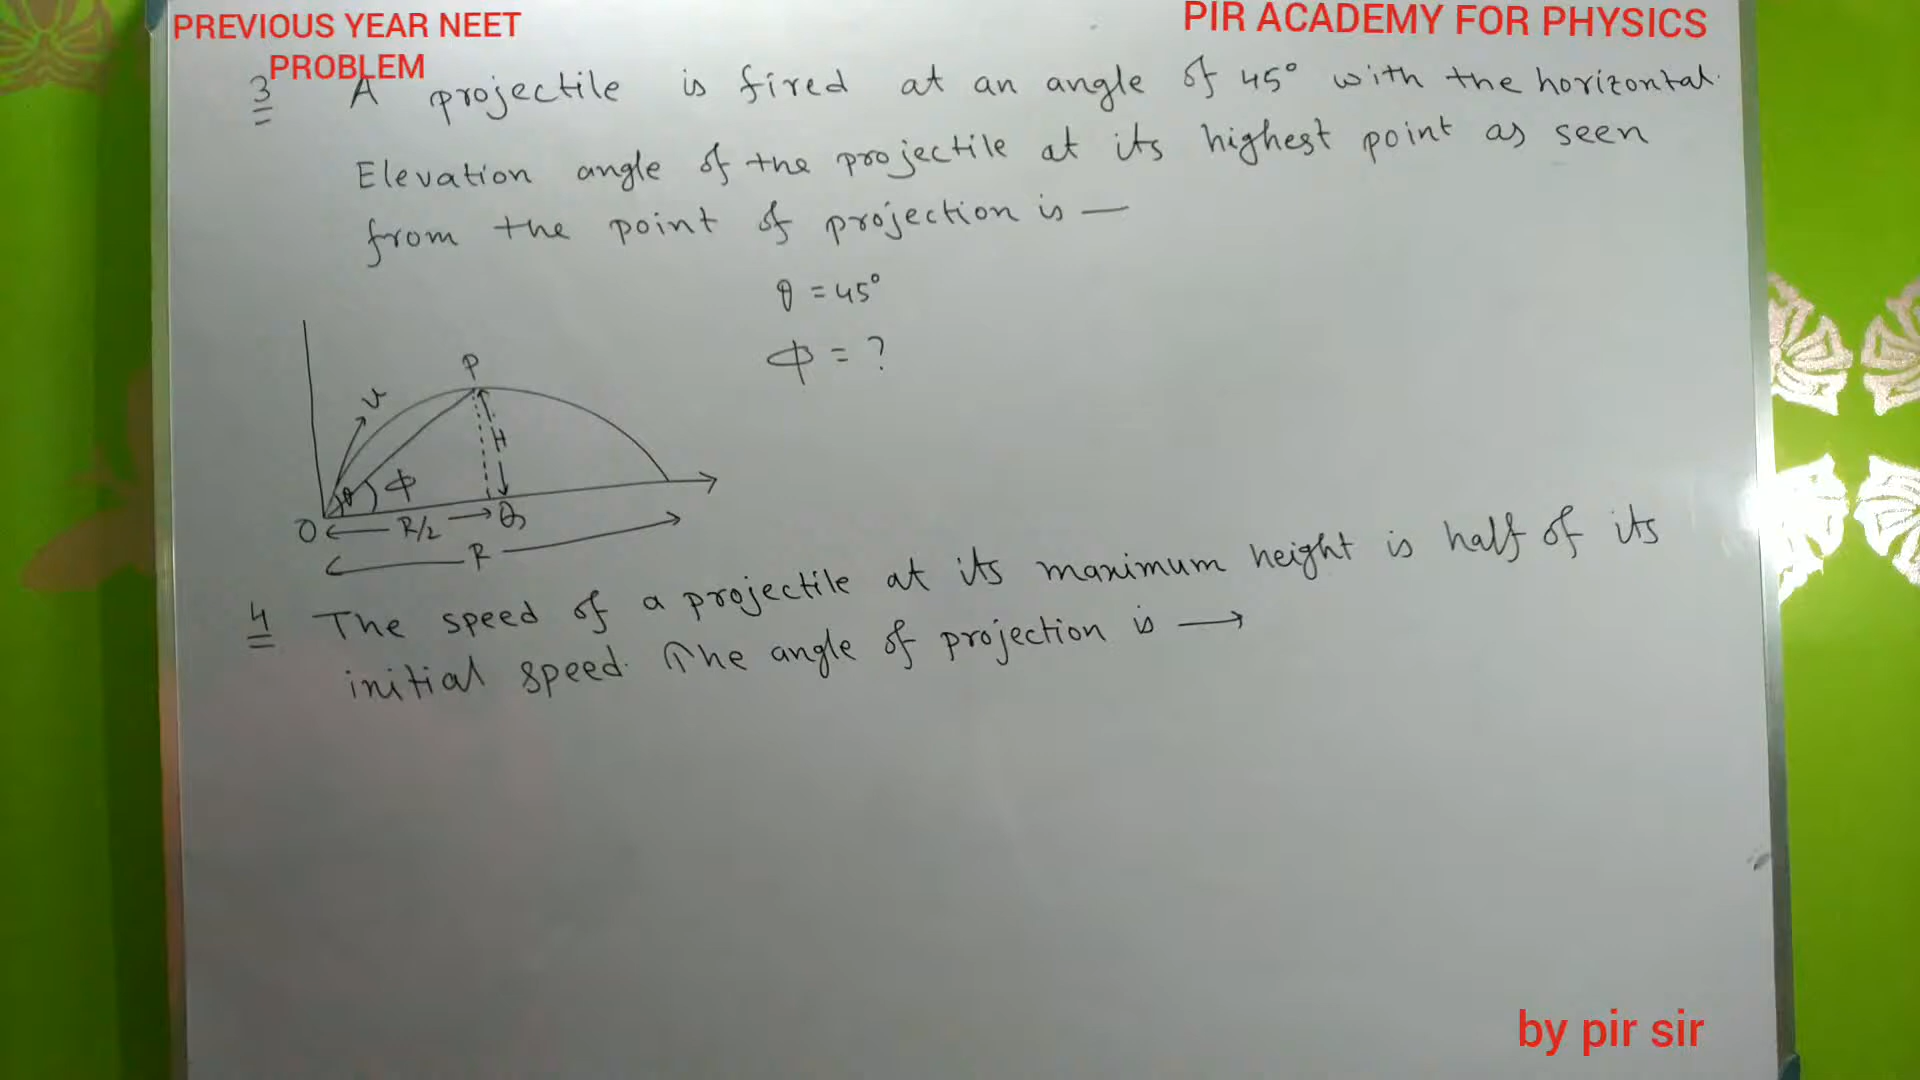 PREVIOUS YEAR NEET
PROBLEM
PIR ACADEMY FOR PHYSICS
3 A projectile is fired at an angle of 45° with the horizontal.
Elevation angle of the projectile at its highest point as seen
from the point of projection is —
θ = 45°
ϕ = ?
P
u
H
θ ϕ
O R/2 Q
R
4 The speed of a projectile at its maximum height is half of its
initial speed. The angle of projection is →
by pir sir